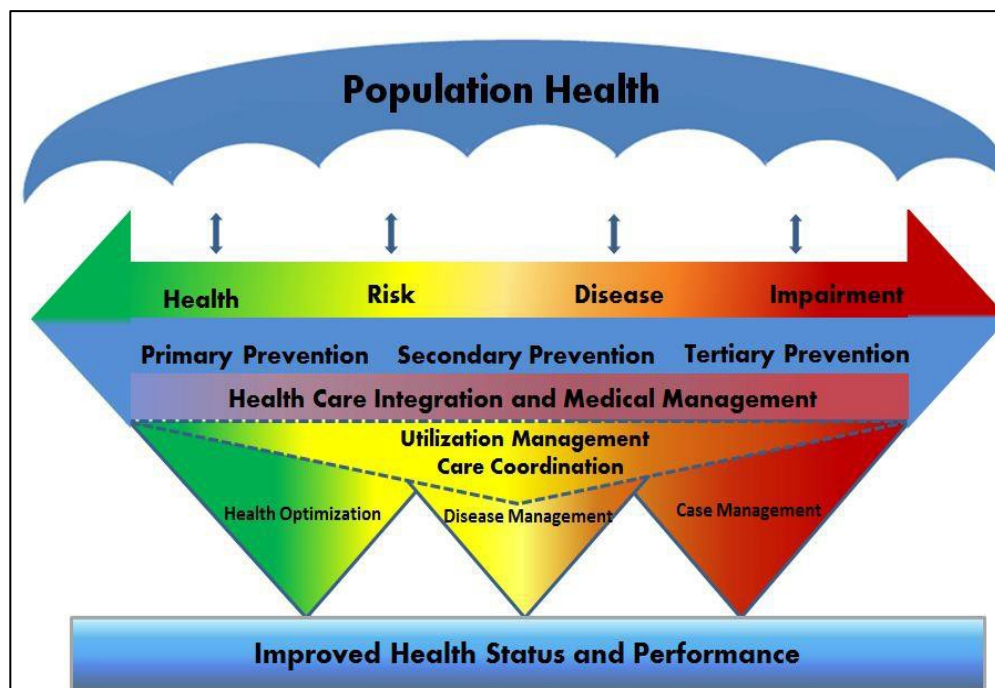 Population Health
Health Risk Disease Impairment
Primary Prevention Secondary Prevention Tertiary Prevention
Health Care Integration and Medical Management
Utilization Management
Care Coordination
Health Optimization Disease Management Case Management
Improved Health Status and Performance